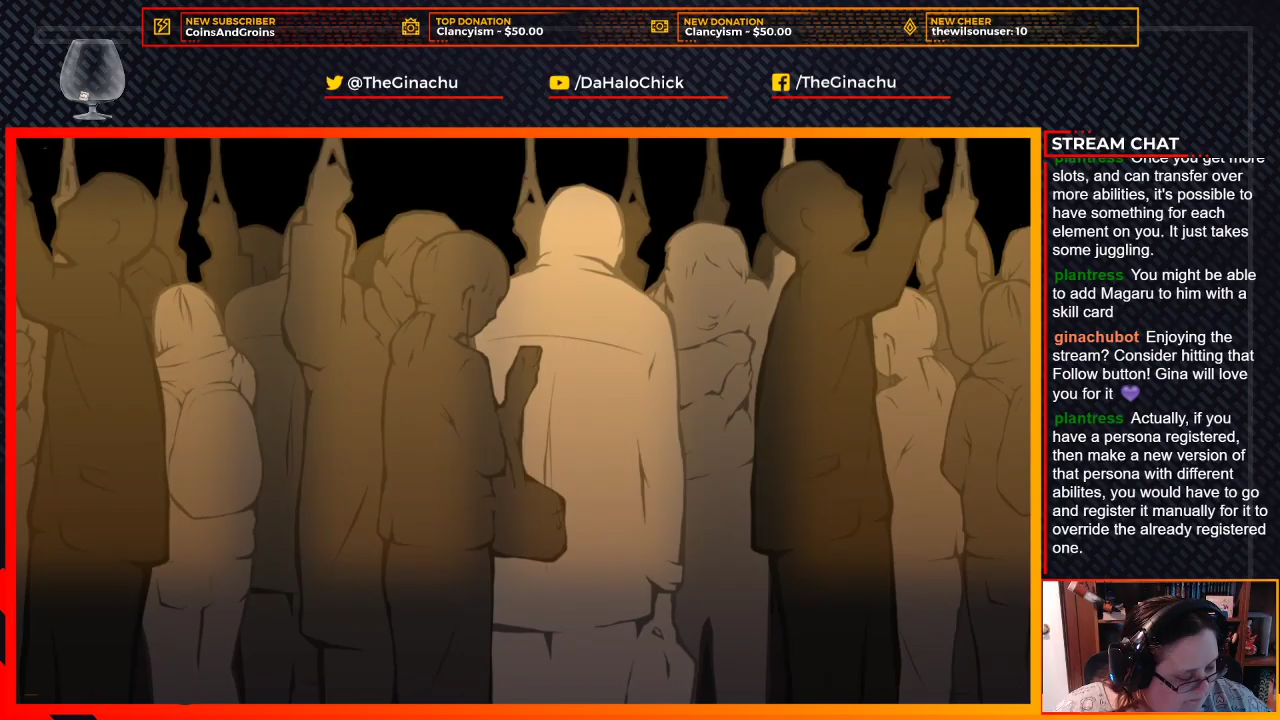 NEW SUBSCRIBER
CoinsAndGroins
TOP DONATION
Clancyism ~ $50.00
NEW DONATION
Clancyism ~ $50.00
NEW CHEER
thewilsonuser: 10
@TheGinachu
/DaHaloChick
/TheGinachu
STREAM CHAT
plantress Once you get more
slots, and can transfer over
more abilities, it's possible to
have something for each
element on you. It just takes
some juggling.
plantress You might be able
to add Magaru to him with a
skill card
ginachubot Enjoying the
stream? Consider hitting that
Follow button! Gina will love
you for it
plantress Actually, if you
have a persona registered,
then make a new version of
that persona with different
abilites, you would have to go
and register it manually for it to
override the already registered
one.